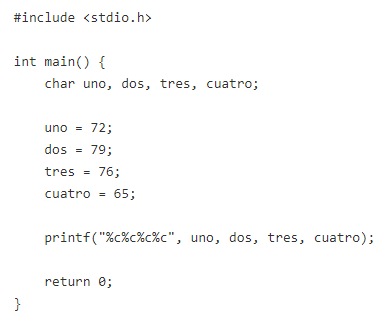 #include <stdio.h>

int main() {
    char uno, dos, tres, cuatro;

    uno = 72;
    dos = 79;
    tres = 76;
    cuatro = 65;

    printf("%c%c%c%c", uno, dos, tres, cuatro);

    return 0;
}